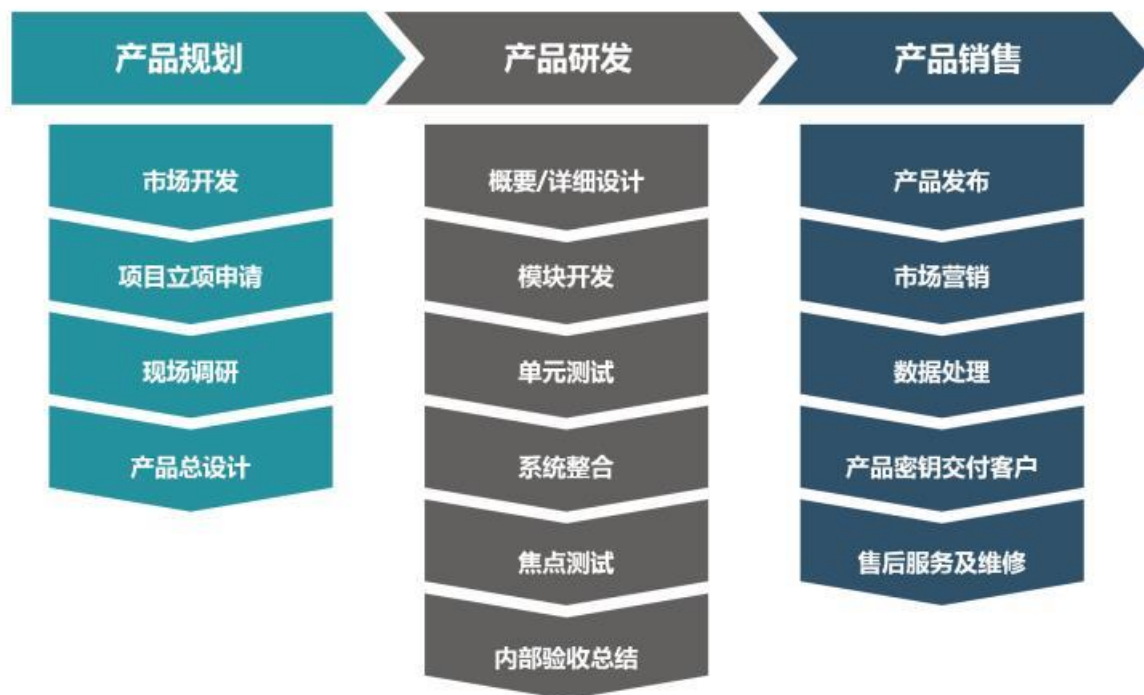 产品规划
产品研发
产品销售
市场开发
项目立项申请
现场调研
产品总设计
概要/详细设计
模块开发
单元测试
系统整合
焦点测试
内部验收总结
产品发布
市场营销
数据处理
产品密钥交付客户
售后服务及维修